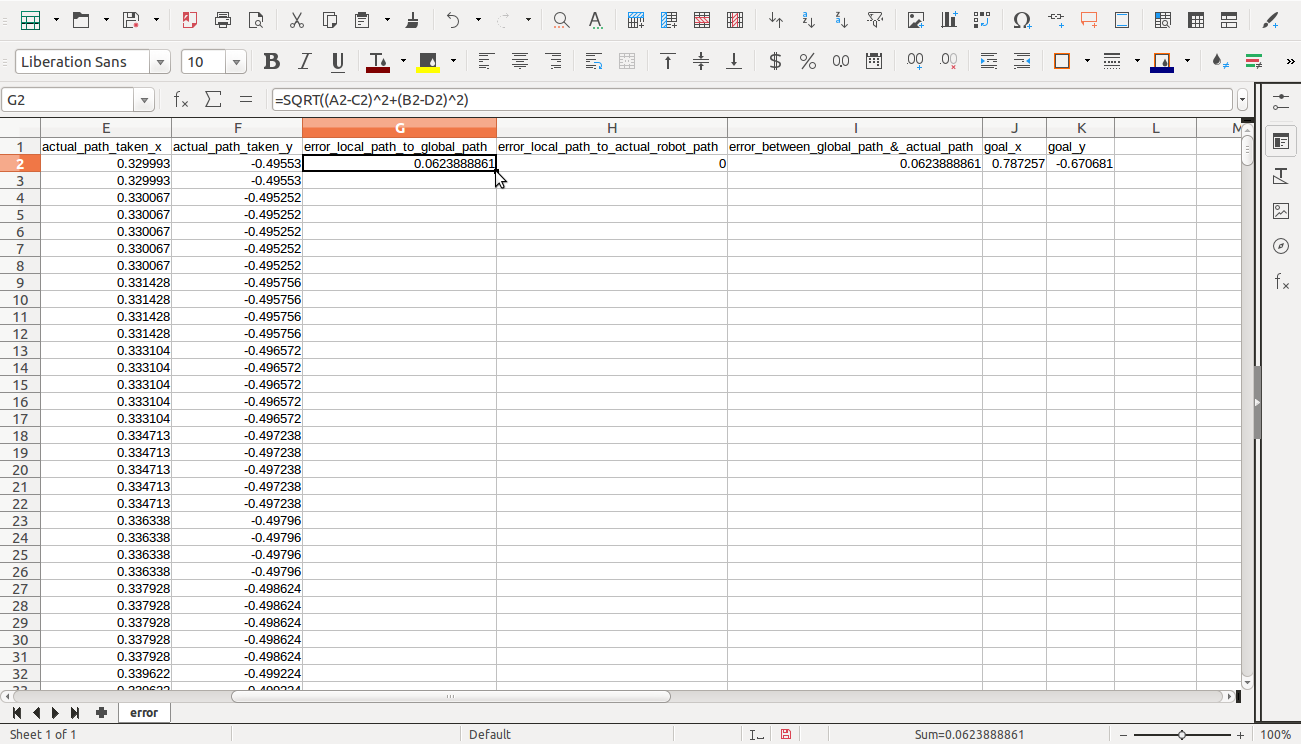 Liberation Sans 10
G2 =SQRT((A2-C2)^2+(B2-D2)^2)
E F G H I J K L M
1 actual_path_taken_x actual_path_taken_y error_local_path_to_global_path error_local_path_to_actual_robot_path error_between_global_path_&_actual_path goal_x goal_y
2 0.329993 -0.49553 0.0623888861 0 0.0623888861 0.787257 -0.670681
3 0.329993 -0.49553
4 0.330067 -0.495252
5 0.330067 -0.495252
6 0.330067 -0.495252
7 0.330067 -0.495252
8 0.330067 -0.495252
9 0.331428 -0.495756
10 0.331428 -0.495756
11 0.331428 -0.495756
12 0.331428 -0.495756
13 0.333104 -0.496572
14 0.333104 -0.496572
15 0.333104 -0.496572
16 0.333104 -0.496572
17 0.333104 -0.496572
18 0.334713 -0.497238
19 0.334713 -0.497238
20 0.334713 -0.497238
21 0.334713 -0.497238
22 0.334713 -0.497238
23 0.336338 -0.49796
24 0.336338 -0.49796
25 0.336338 -0.49796
26 0.336338 -0.49796
27 0.337928 -0.498624
28 0.337928 -0.498624
29 0.337928 -0.498624
30 0.337928 -0.498624
31 0.337928 -0.498624
32 0.339622 -0.499224
33 0.339622 -0.499224
error
Sheet 1 of 1 Default Sum=0.0623888861 100%